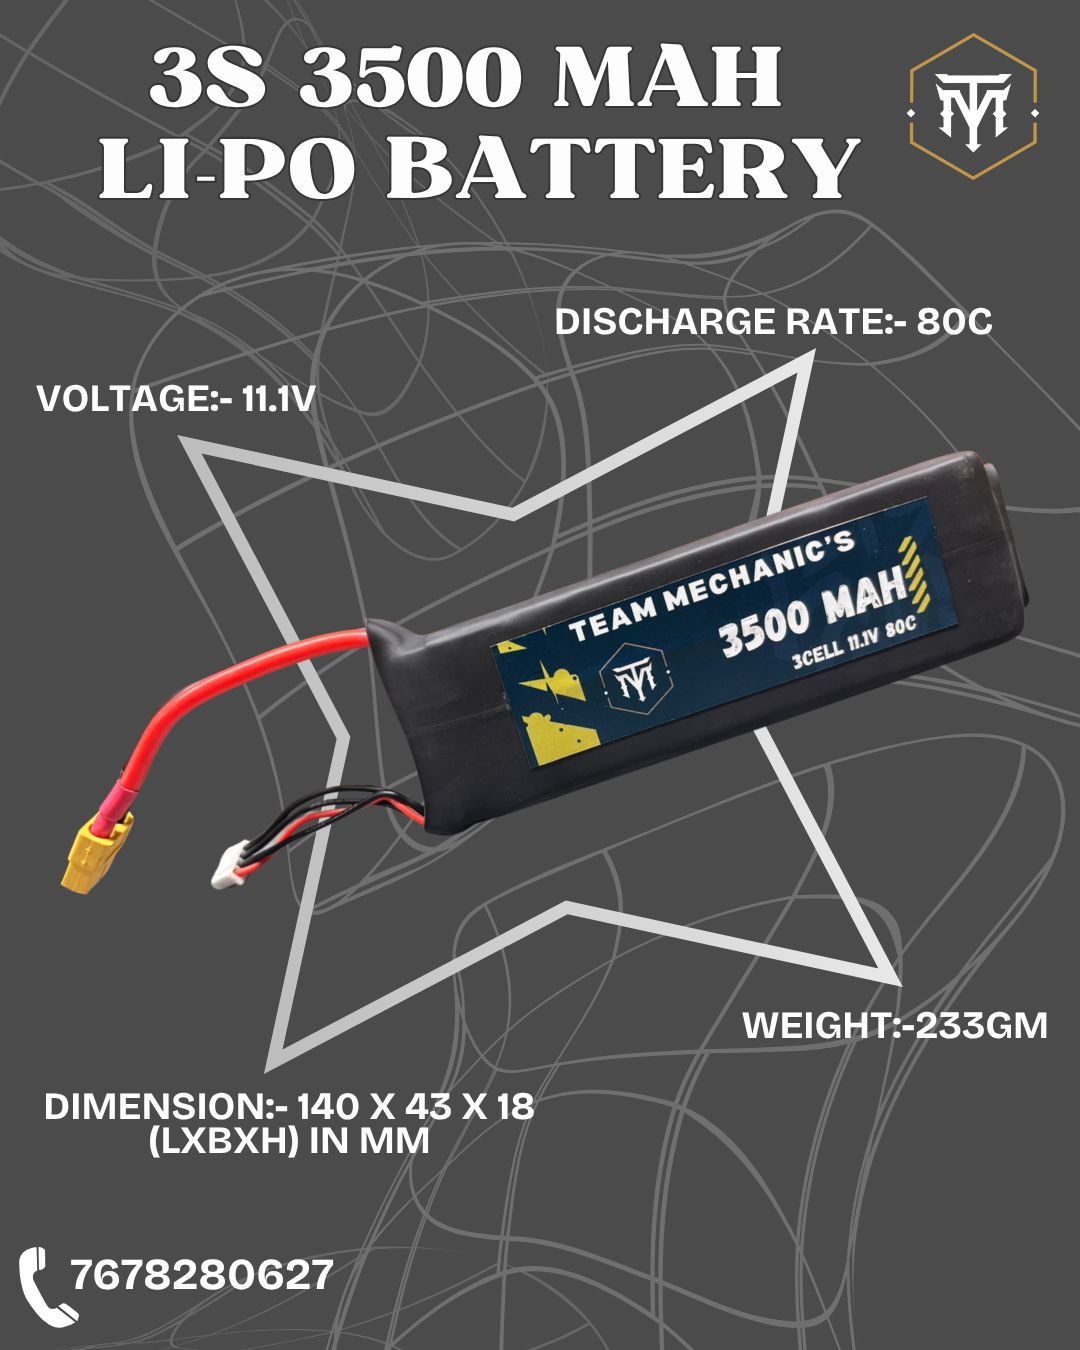 3S 3500 MAH
LI-PO BATTERY
DISCHARGE RATE:- 80C
VOLTAGE:- 11.1V
TEAM MECHANIC'S
3500 MAH
3CELL 11.1V 80C
WEIGHT:-233GM
DIMENSION:- 140 X 43 X 18
(LXBXH) IN MM
7678280627